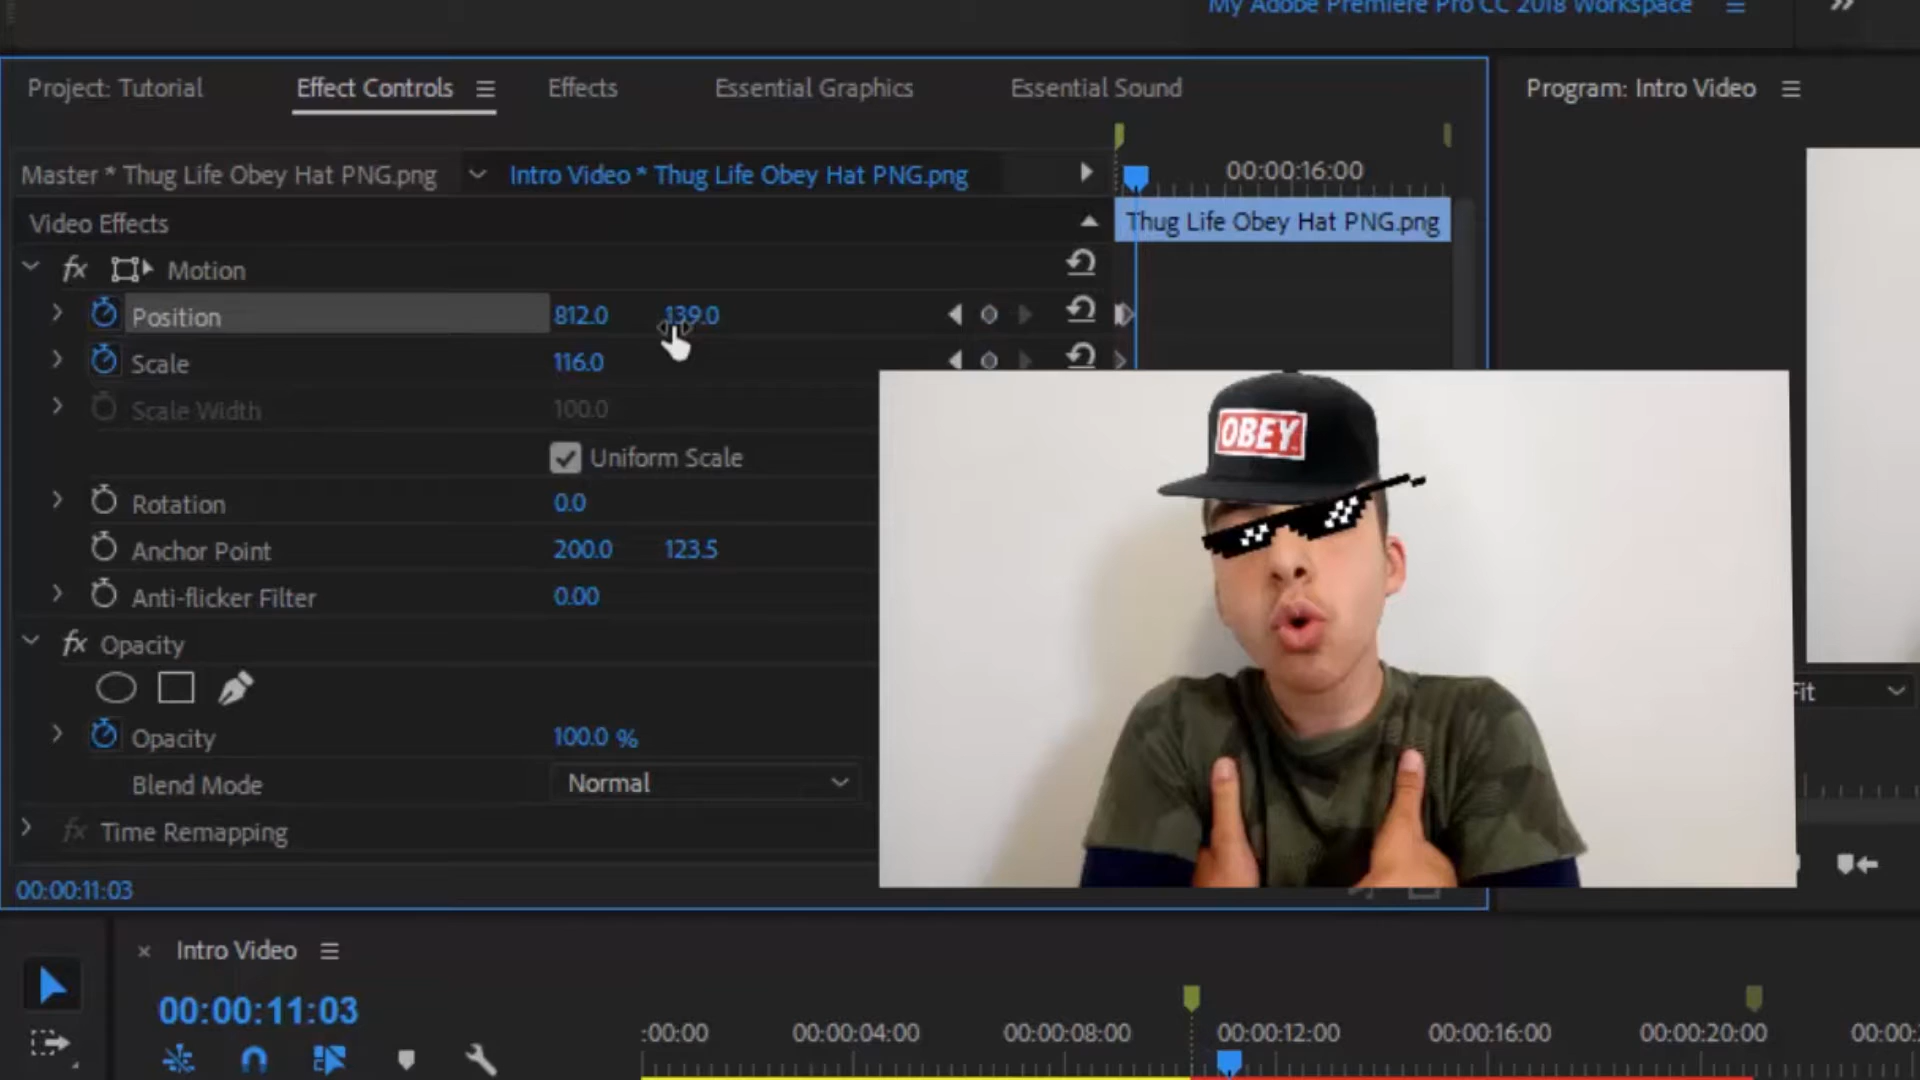 My Adobe Premiere Pro CC 2018 Workspace
Project: Tutorial
Effect Controls
Effects
Essential Graphics
Essential Sound
Program: Intro Video
Master * Thug Life Obey Hat PNG.png
Intro Video * Thug Life Obey Hat PNG.png
00:00:16:00
Video Effects
Thug Life Obey Hat PNG.png
fx Motion
Position 812.0 139.0
Scale 116.0
Scale Width 100.0
Uniform Scale
OBEY
Rotation 0.0
Anchor Point 200.0 123.5
Anti-flicker Filter 0.00
fx Opacity
Fit
Opacity 100.0 %
Blend Mode Normal
fx Time Remapping
00:00:11:03
Intro Video
00:00:11:03
:00:00 00:00:04:00 00:00:08:00 00:00:12:00 00:00:16:00 00:00:20:00 00:00: